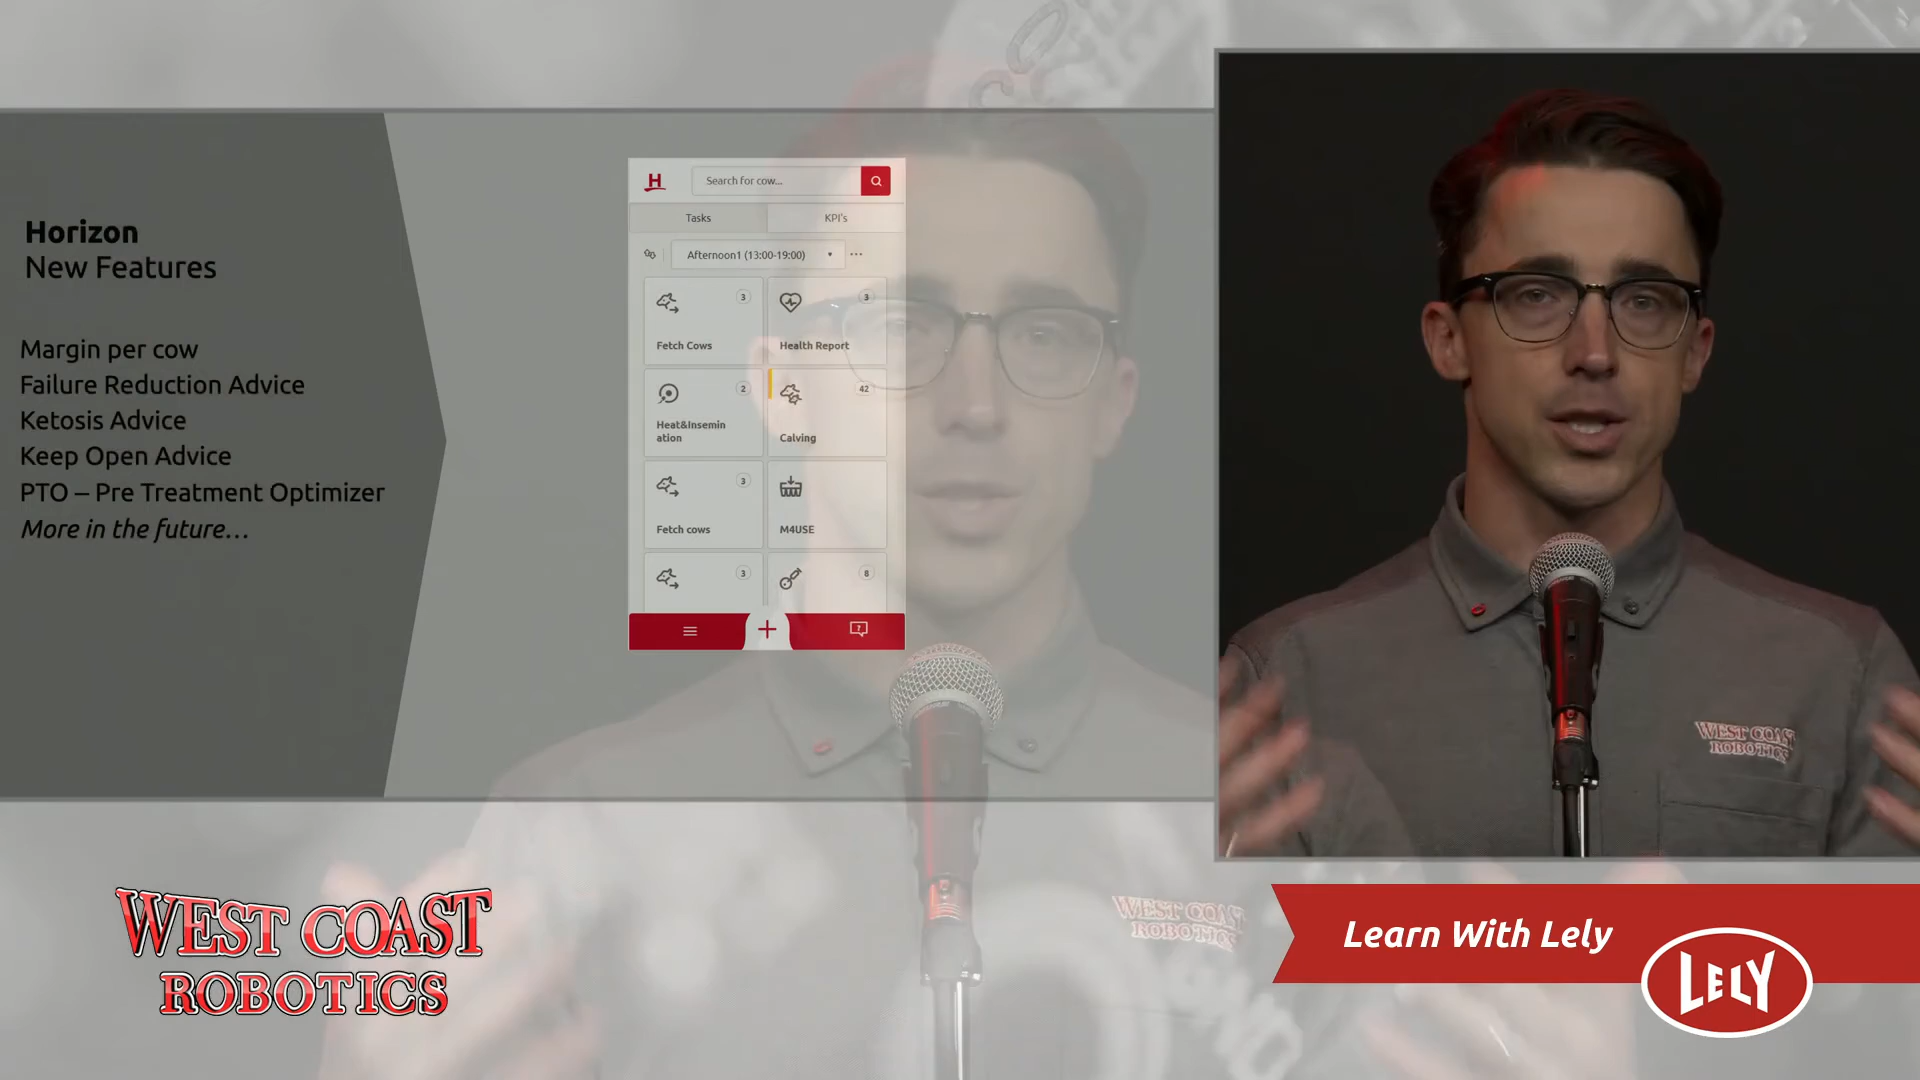 Horizon
New Features
Margin per cow
Failure Reduction Advice
Ketosis Advice
Keep Open Advice
PTO – Pre Treatment Optimizer
More in the future...
H
Search for cow...
Tasks
KPI's
Afternoon1 (13:00-19:00)
3
Fetch Cows
3
Health Report
2
Heat&Insemin
ation
42
Calving
3
Fetch cows
M4USE
3
8
?
WEST COAST
ROBOTICS
WEST COAST
ROBOTICS
WEST COAST
ROBOTICS
Learn With Lely
LELY